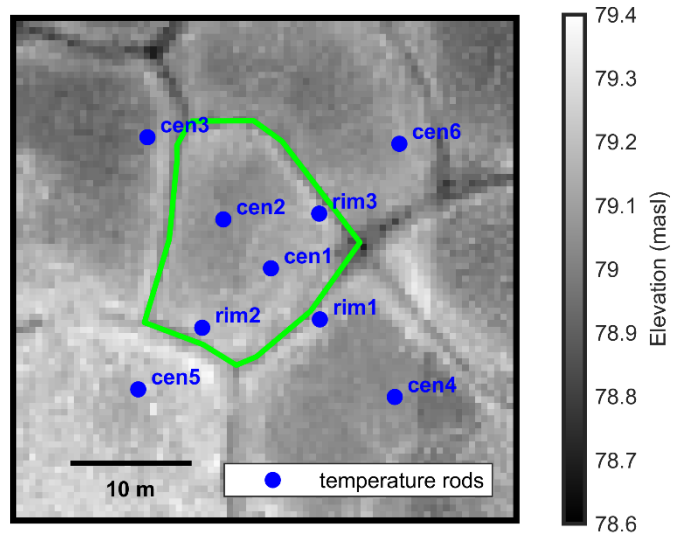 cen3
cen6
cen2
rim3
cen1
rim2
rim1
cen5
cen4
10 m
temperature rods
79.4
79.3
79.2
79.1
79
78.9
78.8
78.7
78.6
Elevation (masl)